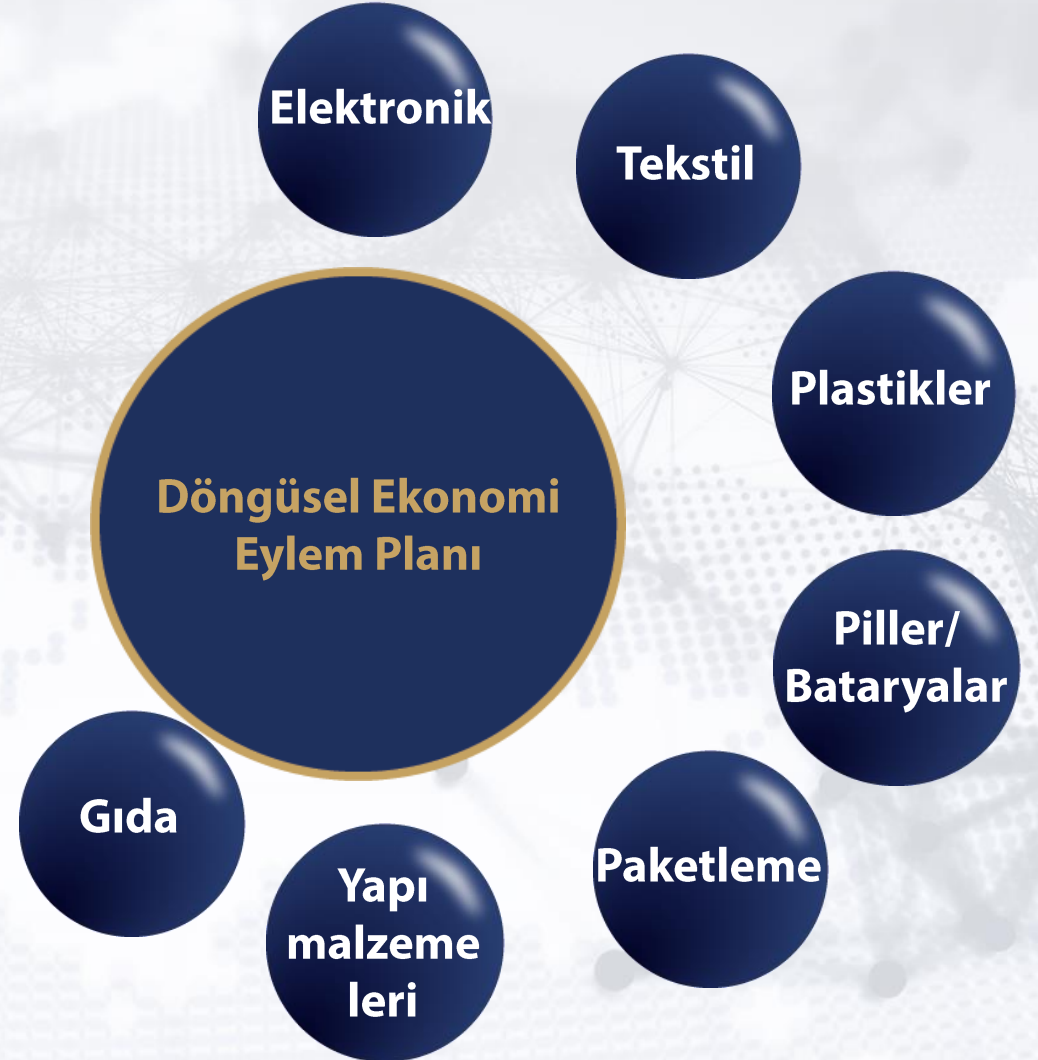 Elektronik
Tekstil
Plastikler
Döngüsel Ekonomi
Eylem Planı
Piller/
Bataryalar
Gıda
Paketleme
Yapı
malzeme
leri